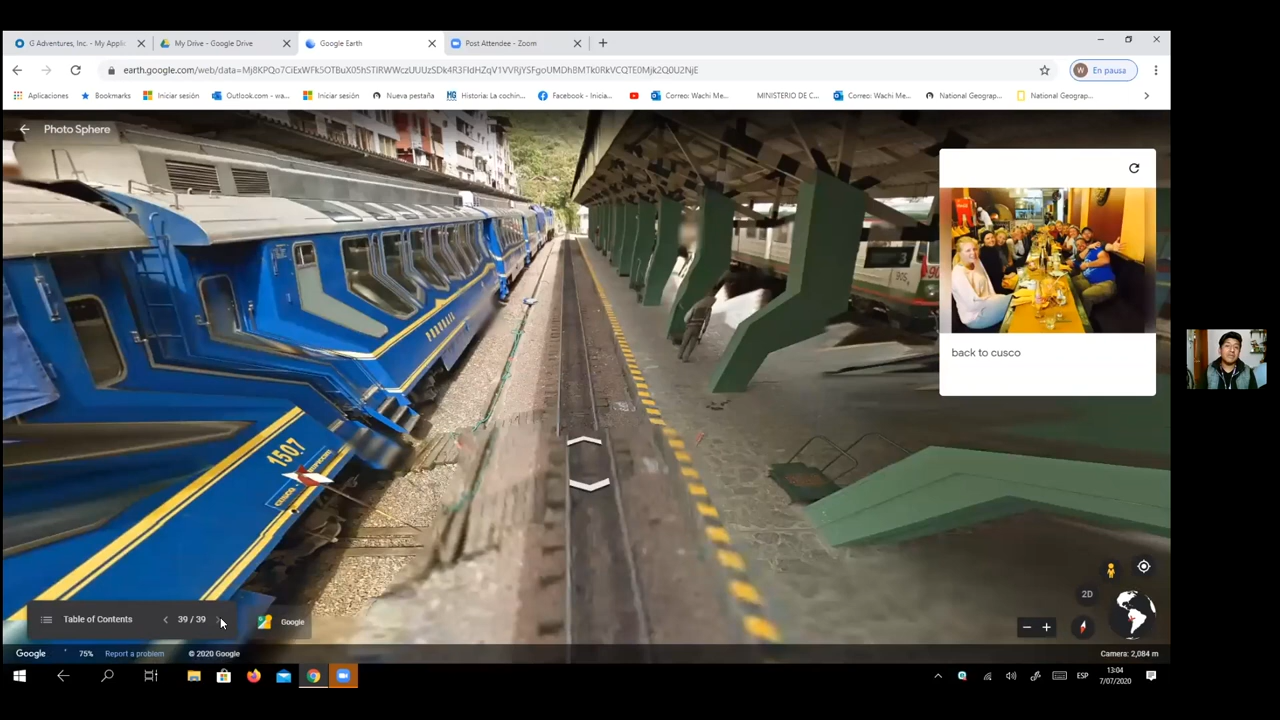 G Adventures, Inc. - My Applic
My Drive - Google Drive
Google Earth
Post Attendee - Zoom
earth.google.com/web/data=
En pausa
Aplicaciones
Bookmarks
Iniciar sesión
Outlook.com - wa...
Iniciar sesión
Nueva pestaña
Historia: La cochin...
Facebook - Inicia...
Correo: Wachi Me...
MINISTERIO DE C...
Correo: Wachi Me...
National Geograp...
National Geograp...
Photo Sphere
back to cusco
PERURAIL
3
1507
Table of Contents
39 / 39
Google
2D
Google
75%
Report a problem
© 2020 Google
Camera: 2,084 m
ESP
13:04
7/07/2020